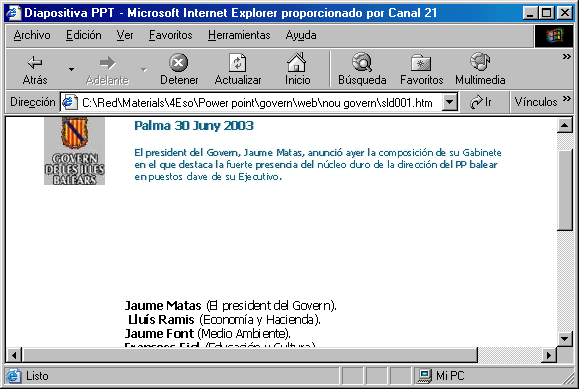 Diapositiva PPT - Microsoft Internet Explorer proporcionado por Canal 21
Archivo Edición Ver Favoritos Herramientas Ayuda
Atrás Adelante Detener Actualizar Inicio Búsqueda Favoritos Multimedia »
Dirección C:\Red\Materials\4Eso\Power point\govern\web\nou govern\sld001.htm Ir Vínculos »
GOVERN
DE LES ILLES
BALEARS
Palma 30 Juny 2003
El president del Govern, Jaume Matas, anunció ayer la composición de su Gabinete
en el que destaca la fuerte presencia del núcleo duro de la dirección del PP balear
en puestos clave de su Ejecutivo.
Jaume Matas (El president del Govern).
Lluís Ramis (Economía y Hacienda).
Jaume Font (Medio Ambiente).
Francesc Fiol (Educación y Cultura).
Listo Mi PC